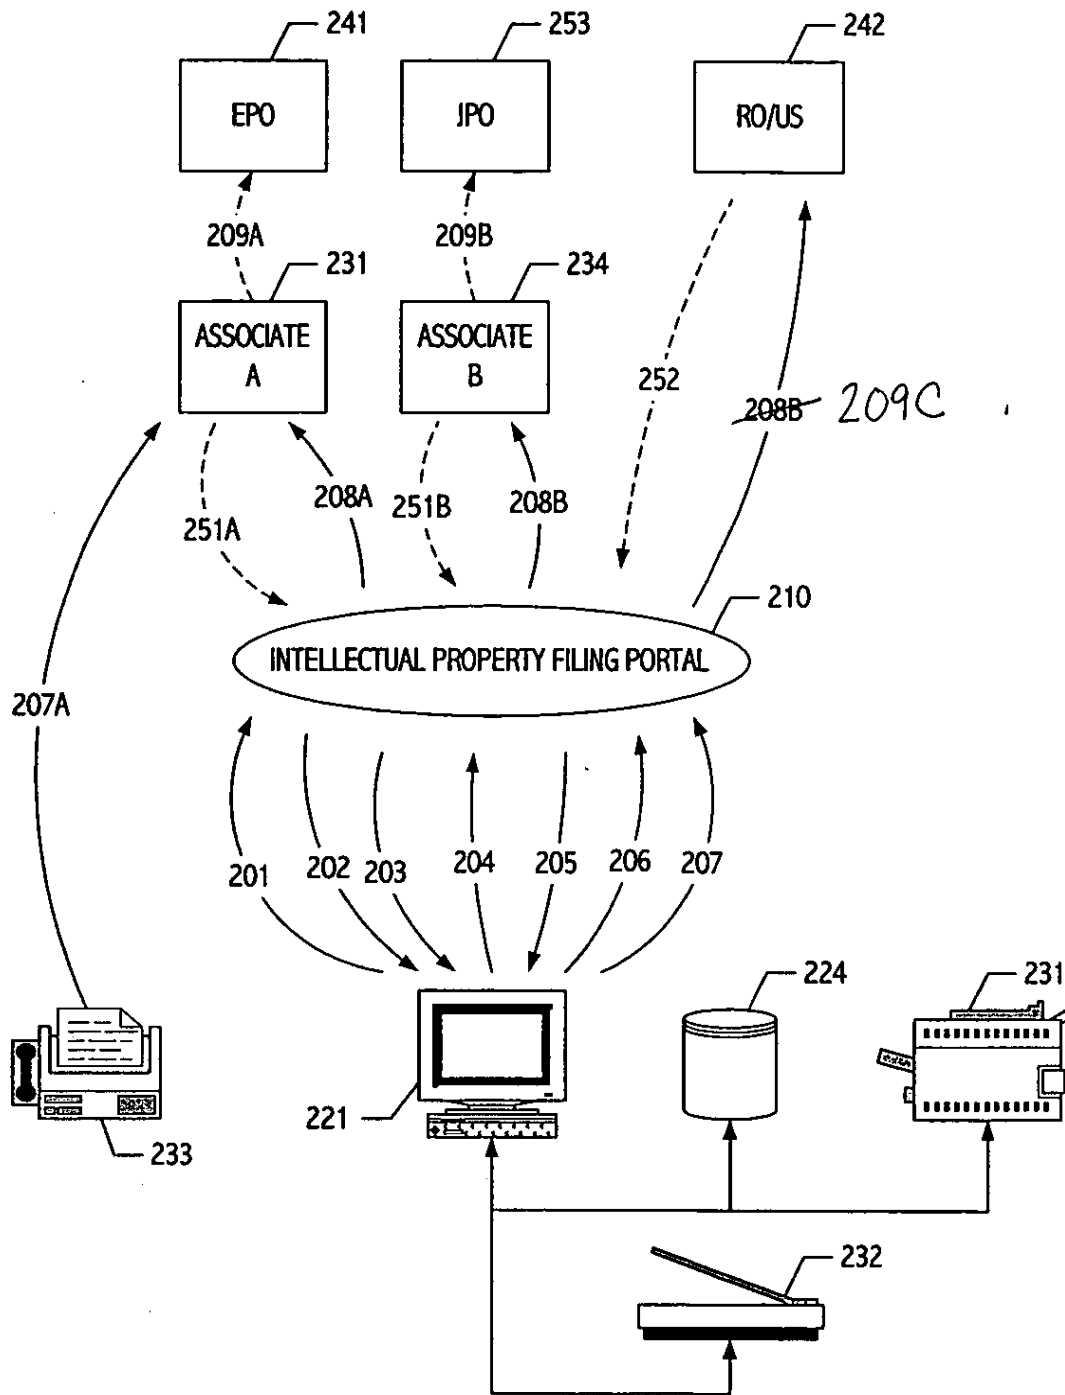 241
253
242
EPO
JPO
RO/US
209A
209B
231
234
ASSOCIATE
A
ASSOCIATE
B
252
208B 209C
208A
251B
208B
251A
210
INTELLECTUAL PROPERTY FILING PORTAL
207A
201
202
203
204
205
206
207
224
231
221
233
232